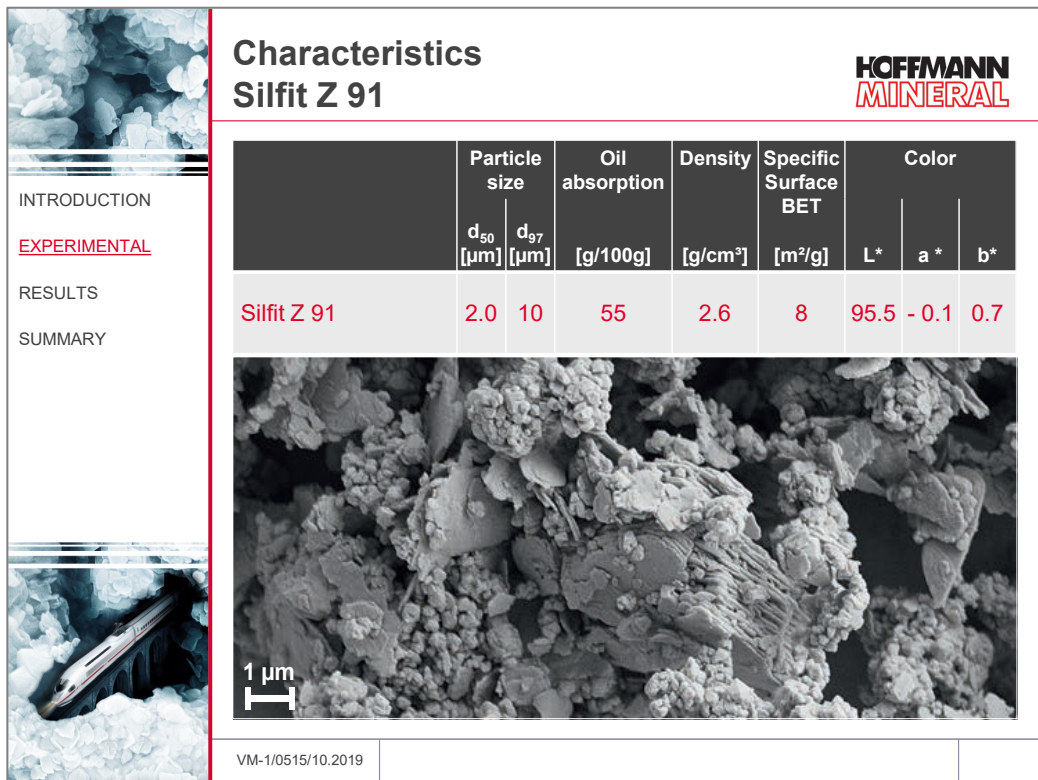 Characteristics
Silfit Z 91
HOFFMANN
MINERAL
INTRODUCTION
EXPERIMENTAL
RESULTS
SUMMARY
Particle size Oil absorption Density Specific Surface BET Color
d50 [µm] d97 [µm] [g/100g] [g/cm³] [m²/g] L* a * b*
Silfit Z 91 2.0 10 55 2.6 8 95.5 - 0.1 0.7
1 µm
VM-1/0515/10.2019